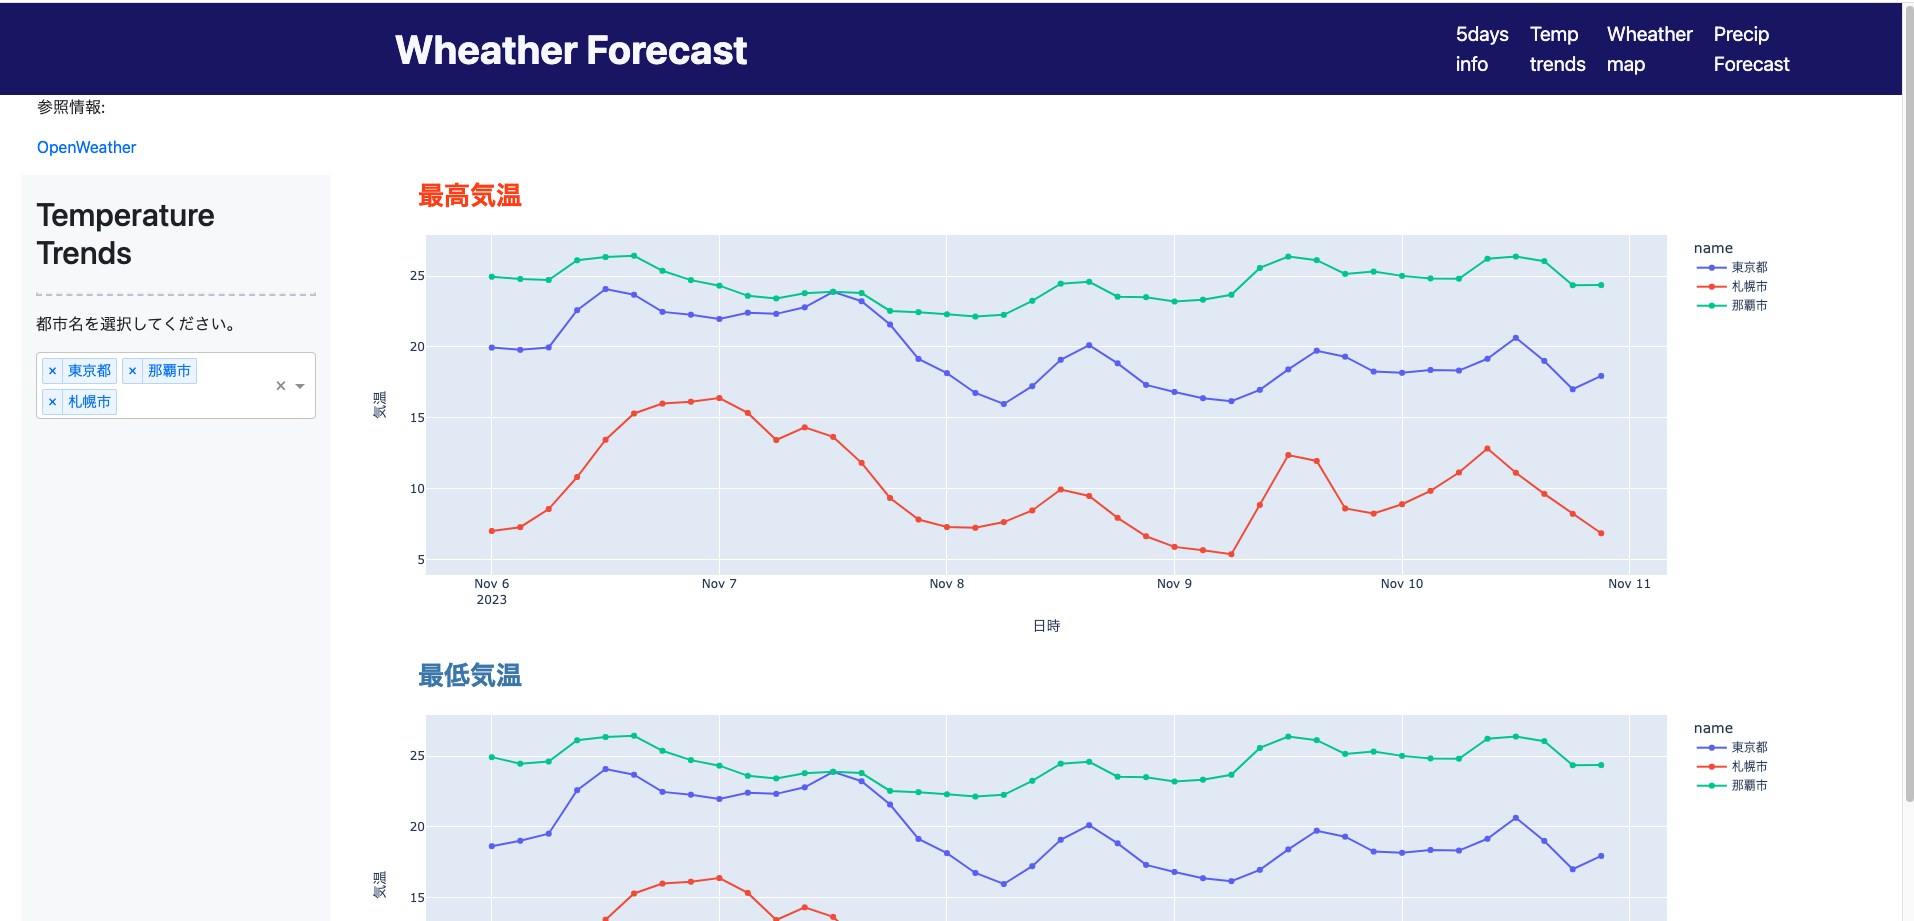 Wheather Forecast
5days info
Temp trends
Wheather map
Precip Forecast
参照情報:
OpenWeather
Temperature
Trends
都市名を選択してください。
× 東京都 × 那覇市
× 札幌市
×
最高気温
気温
25
20
15
10
5
Nov 6
2023
Nov 7
Nov 8
Nov 9
Nov 10
Nov 11
日時
name
東京都
札幌市
那覇市
最低気温
気温
25
20
15
name
東京都
札幌市
那覇市